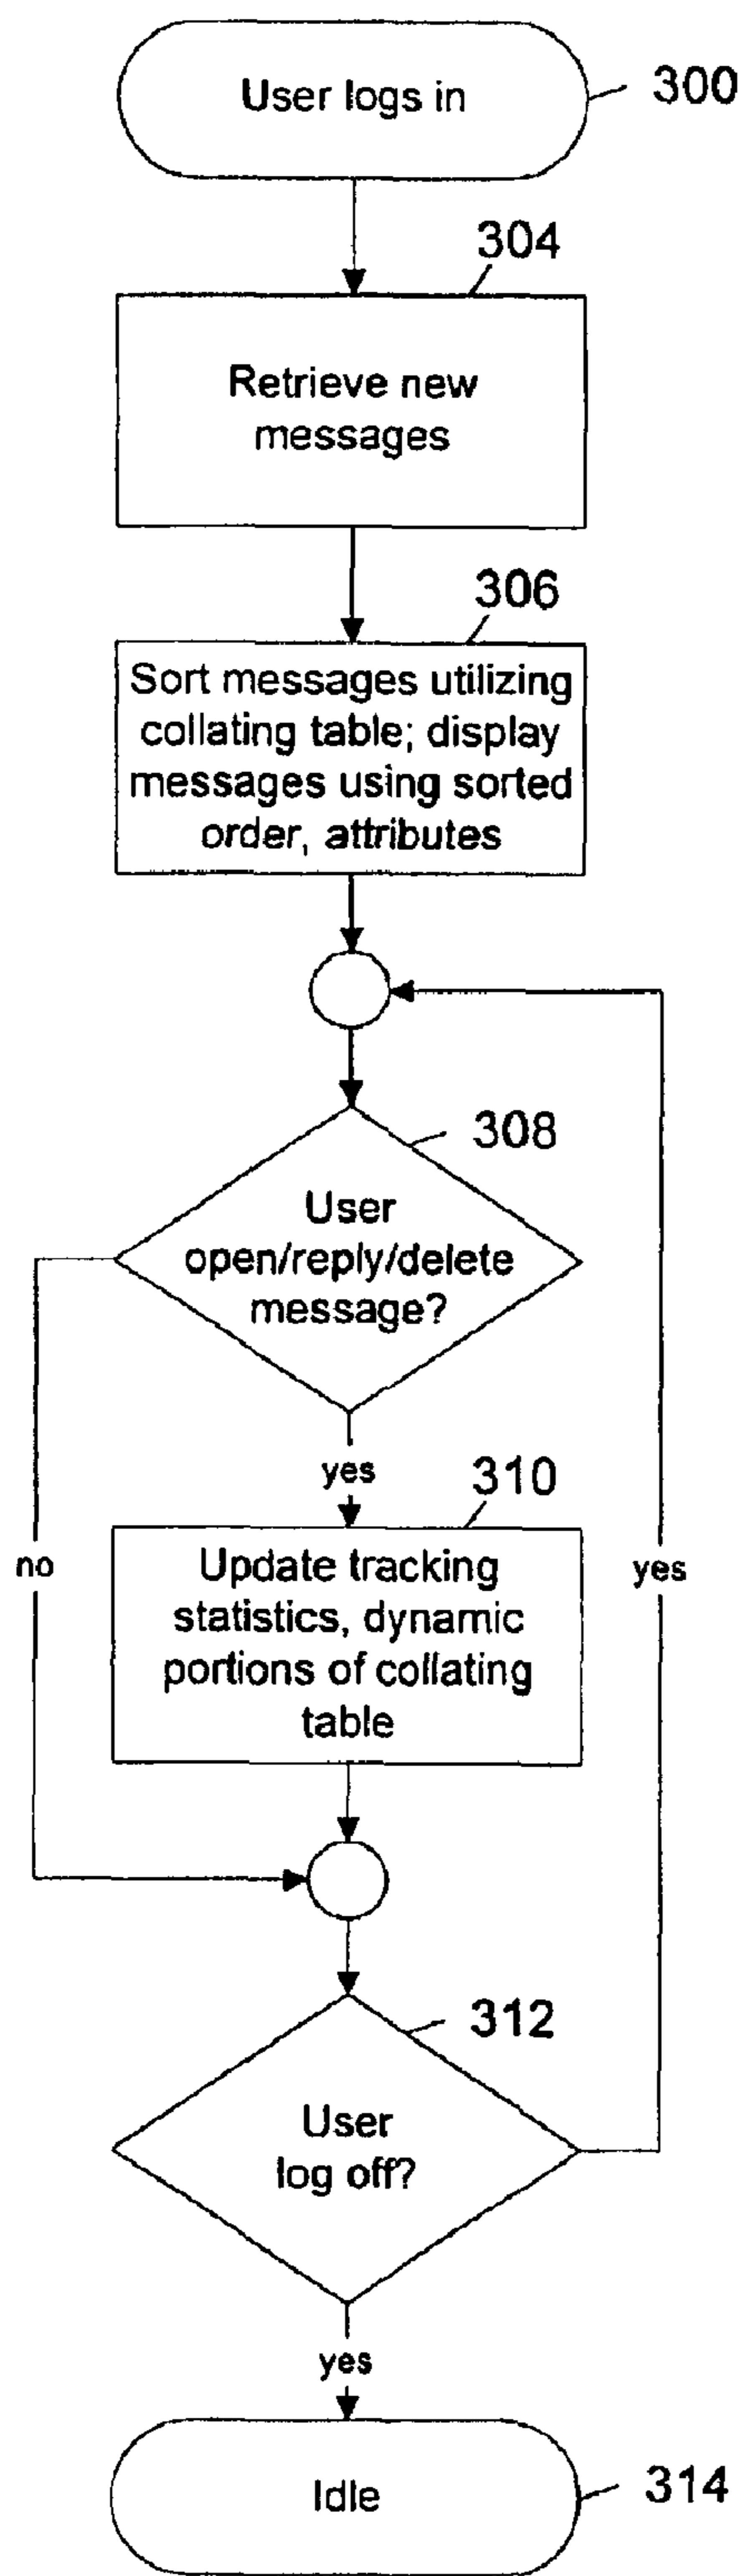 User logs in
300
304
Retrieve new
messages
306
Sort messages utilizing
collating table; display
messages using sorted
order, attributes
308
User
open/reply/delete
message?
yes
310
no
yes
Update tracking
statistics, dynamic
portions of collating
table
312
User
log off?
yes
Idle
314